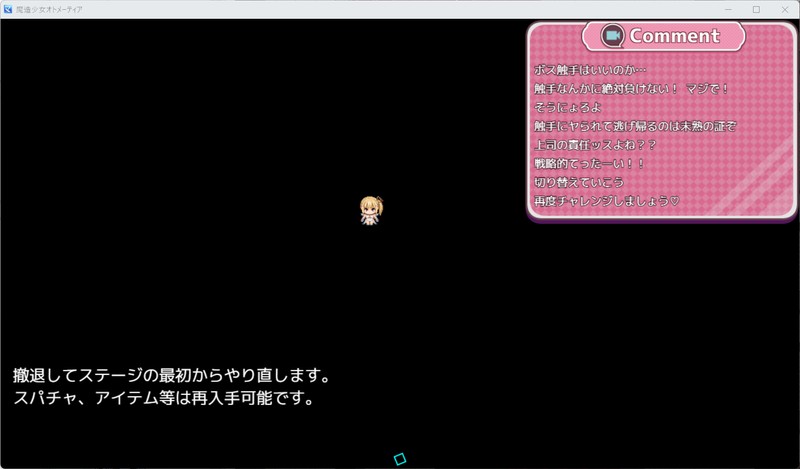 魔造少女オトメーティア
Comment
ボス触手はいいのか…
触手なんかに絶対負けない！ マジで！
そうにょろよ
触手にヤられて逃げ帰るのは未熟の証ぞ
上司の責任ッスよね？？
戦略的てったーい！！
切り替えていこう
再度チャレンジしましょう♡
撤退してステージの最初からやり直します。
スパチャ、アイテム等は再入手可能です。